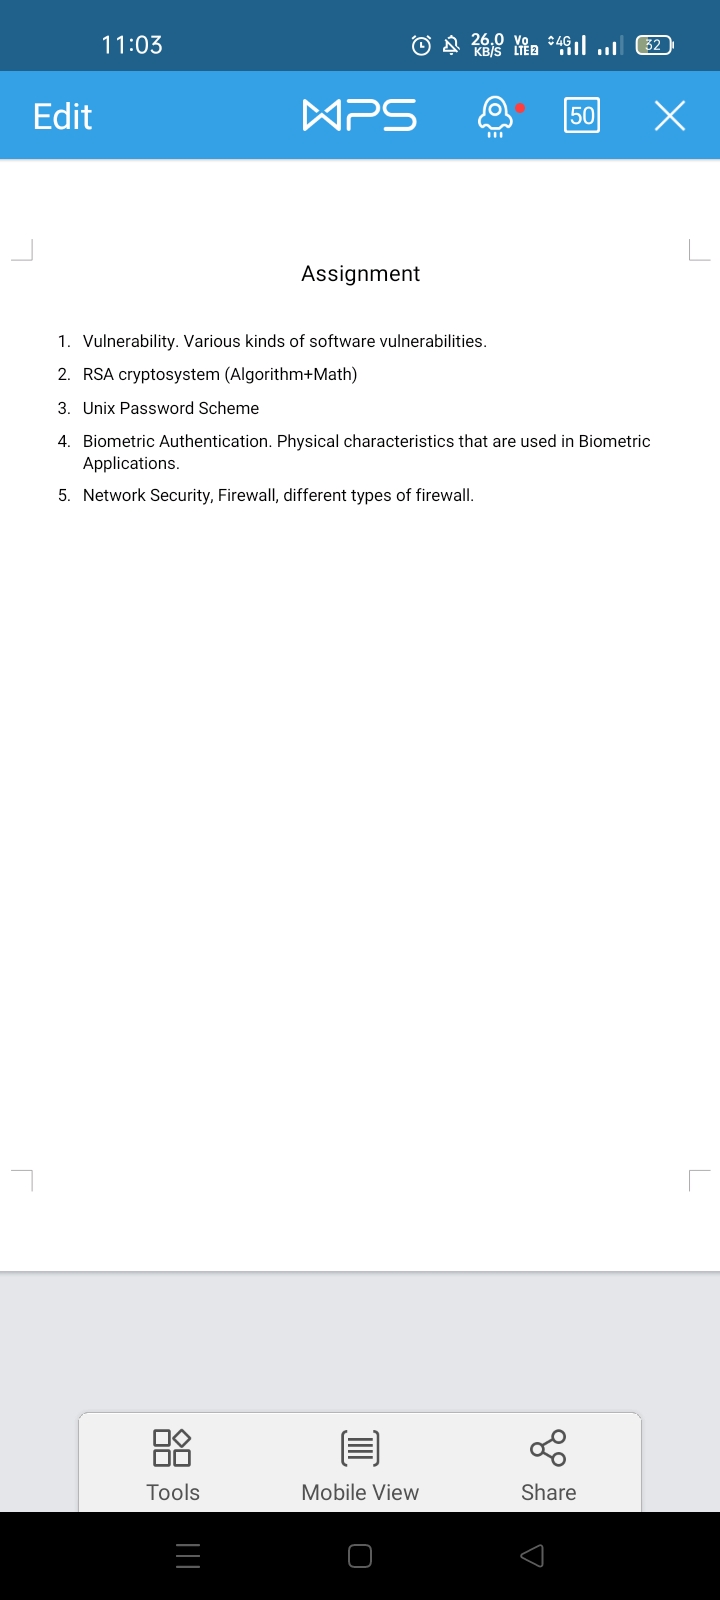 11:03
26.0 KB/S Vo LTE2 4G 32
Edit WPS 50
Assignment
1. Vulnerability. Various kinds of software vulnerabilities.
2. RSA cryptosystem (Algorithm+Math)
3. Unix Password Scheme
4. Biometric Authentication. Physical characteristics that are used in Biometric
Applications.
5. Network Security, Firewall, different types of firewall.
Tools Mobile View Share